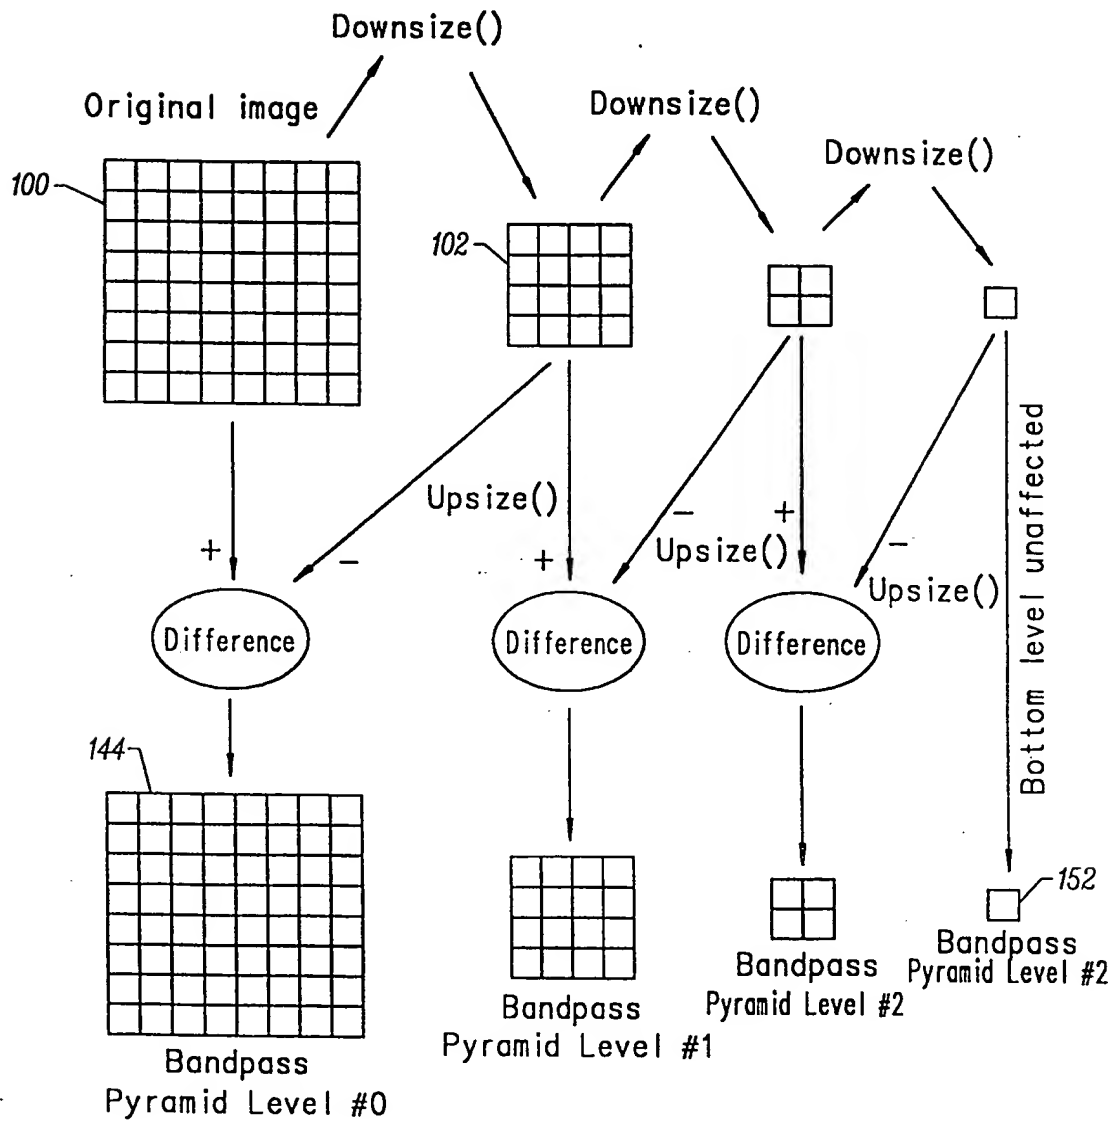 Downsize()
Original image
Downsize()
Downsize()
100
102
Upsize()
+
-
+
-
Upsize()
+
-
Upsize()
Bottom level unaffected
Difference
Difference
Difference
144
152
Bandpass
Pyramid Level #0
Bandpass
Pyramid Level #1
Bandpass
Pyramid Level #2
Bandpass
Pyramid Level #2